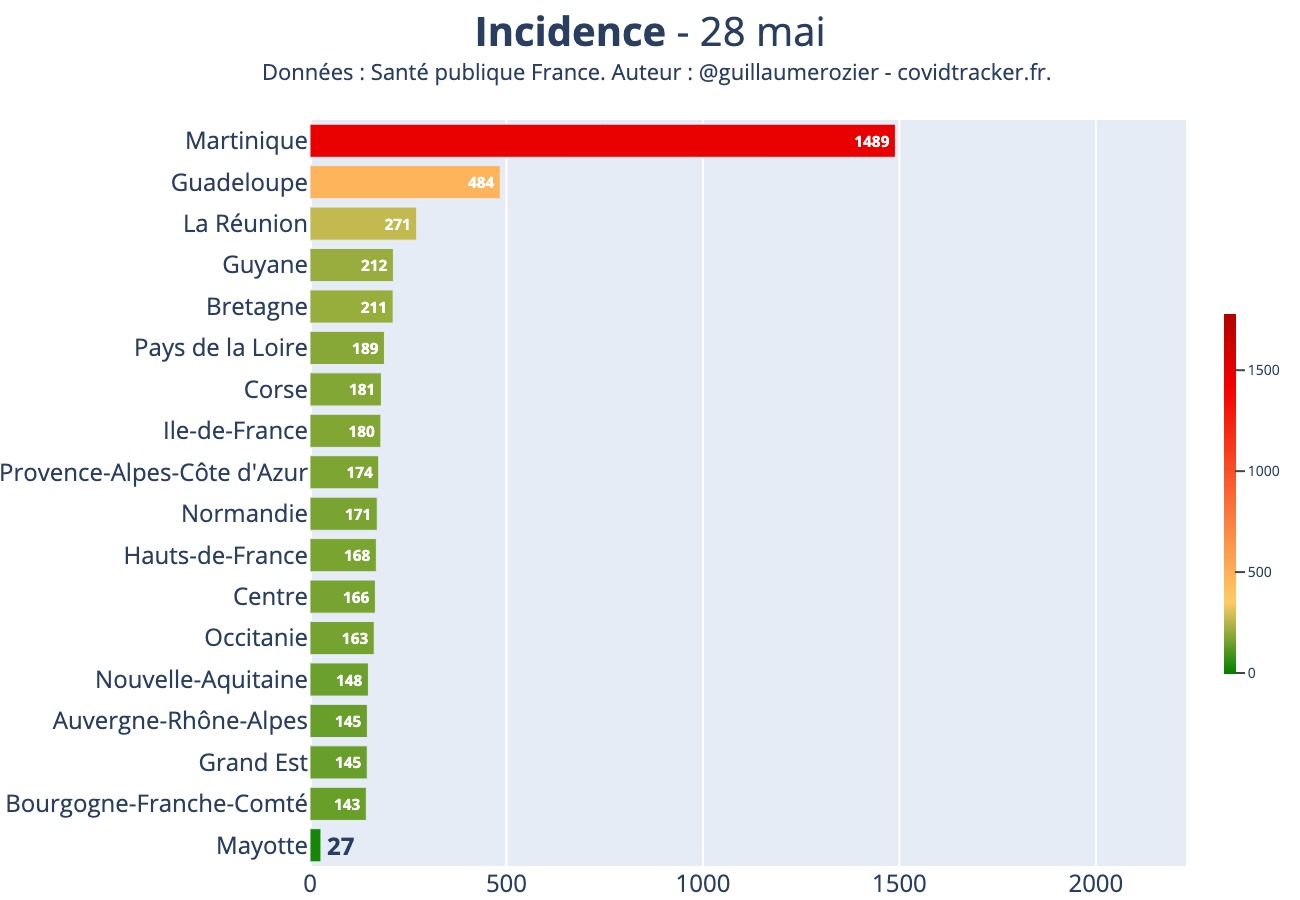 Incidence - 28 mai
Données : Santé publique France. Auteur : @guillaumerozier - covidtracker.fr.
Martinique 1489
Guadeloupe 484
La Réunion 271
Guyane 212
Bretagne 211
Pays de la Loire 189
Corse 181
Ile-de-France 180
Provence-Alpes-Côte d'Azur 174
Normandie 171
Hauts-de-France 168
Centre 166
Occitanie 163
Nouvelle-Aquitaine 148
Auvergne-Rhône-Alpes 145
Grand Est 145
Bourgogne-Franche-Comté 143
Mayotte 27
0 500 1000 1500 2000
1500
1000
500
0